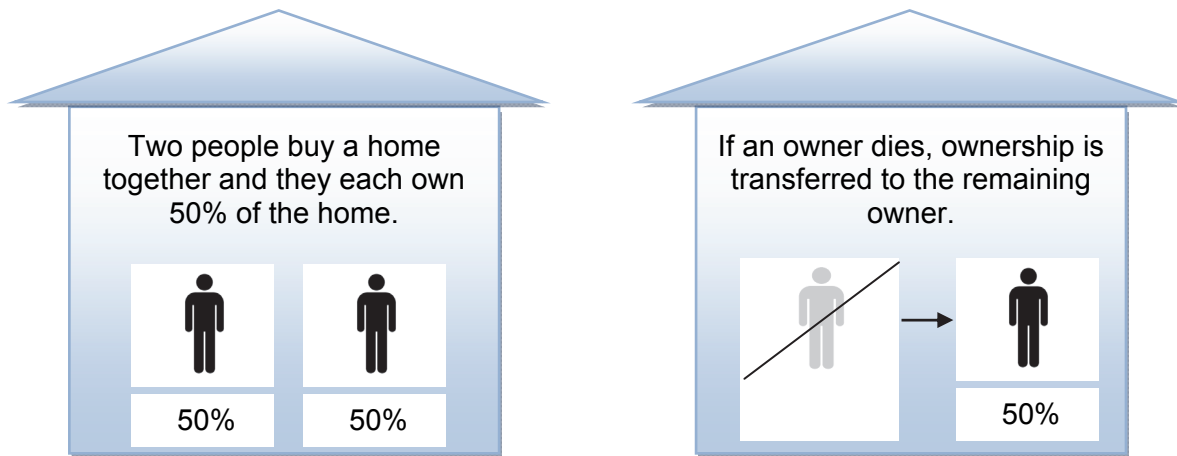 Two people buy a home
together and they each own
50% of the home.
50%
50%
If an owner dies, ownership is
transferred to the remaining
owner.
50%